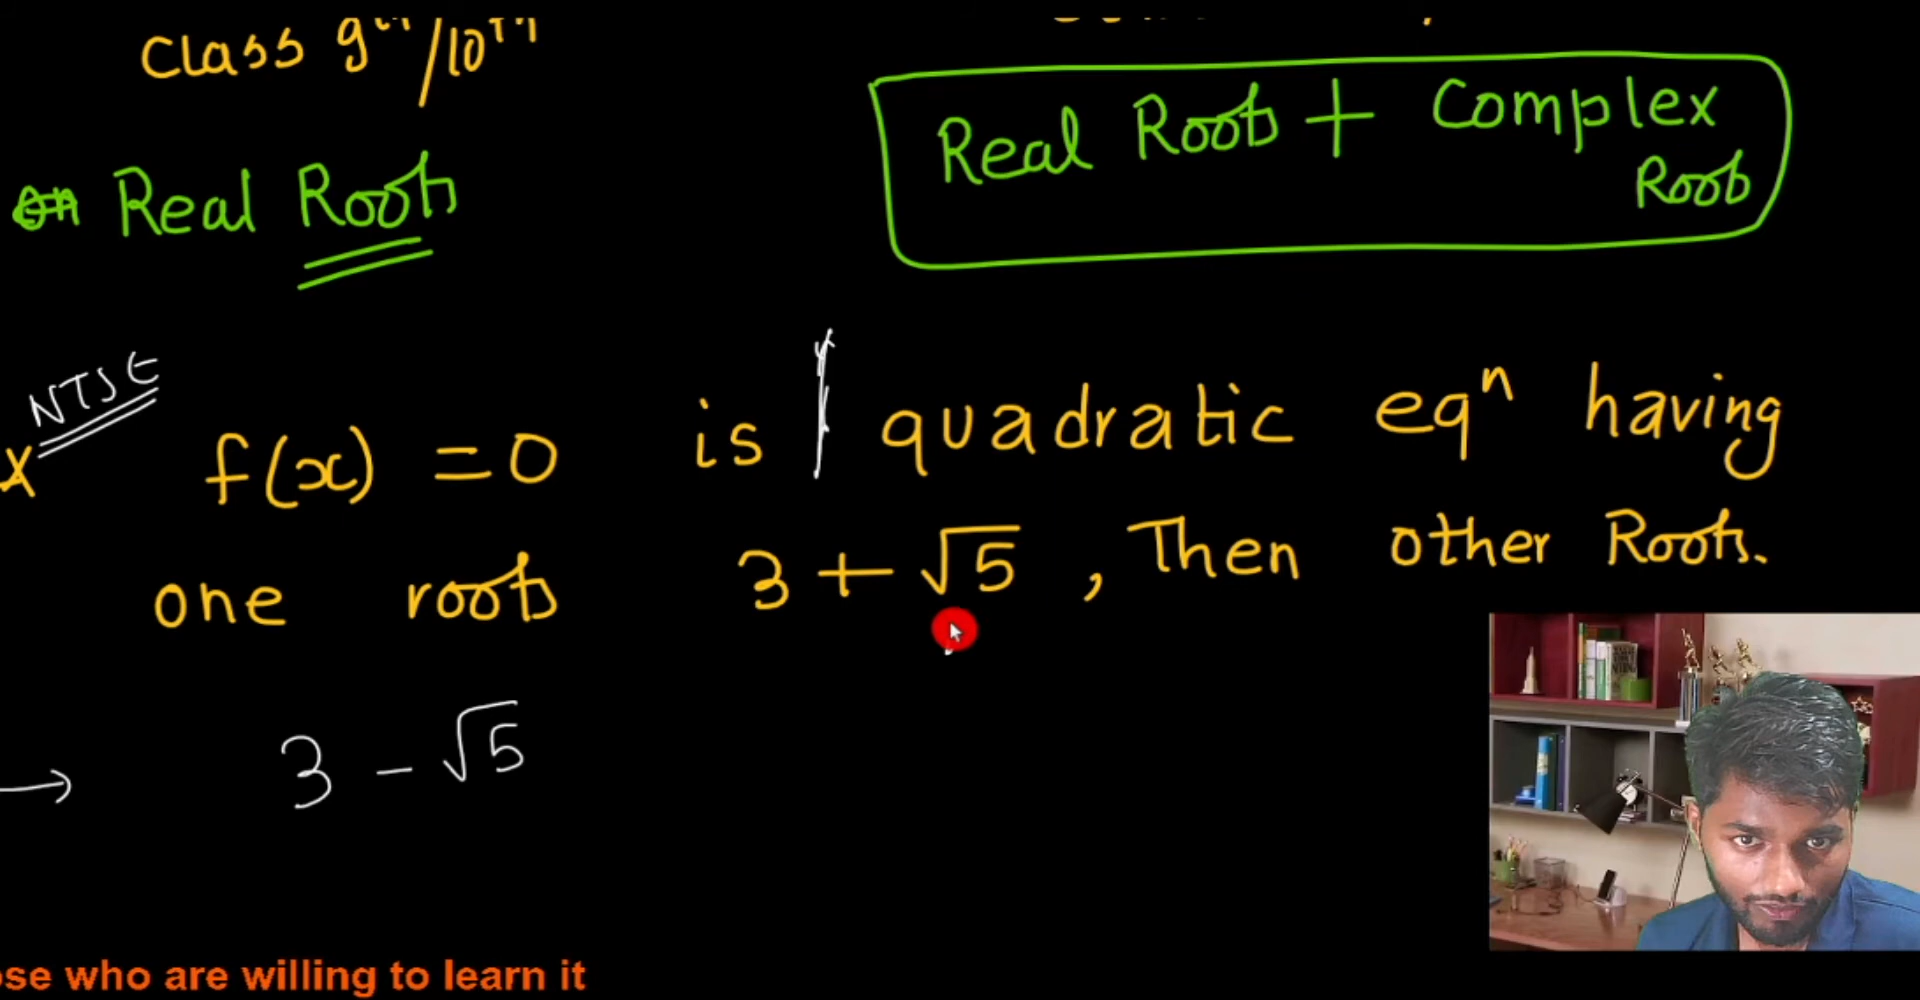 Class 9th/10th
Real Roots
Real Roots + Complex
Roots
NTSE
f(x) = 0 is quadratic eqn having
one roots 3 + √5 , Then other Roots.
→ 3 - √5
ose who are willing to learn it